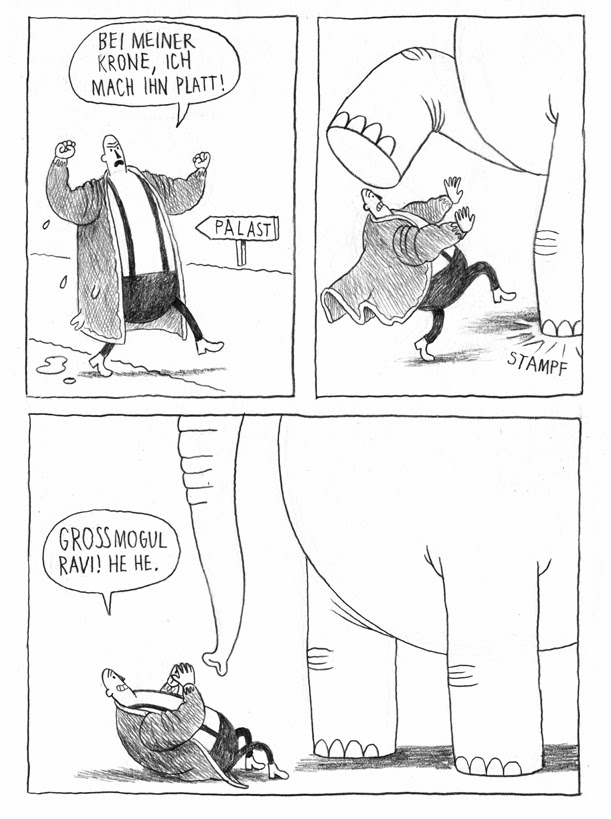 BEI MEINER
KRONE, ICH
MACH IHN PLATT!
PALAST
STAMPF
GROSSMOGUL
RAVI! HE HE.